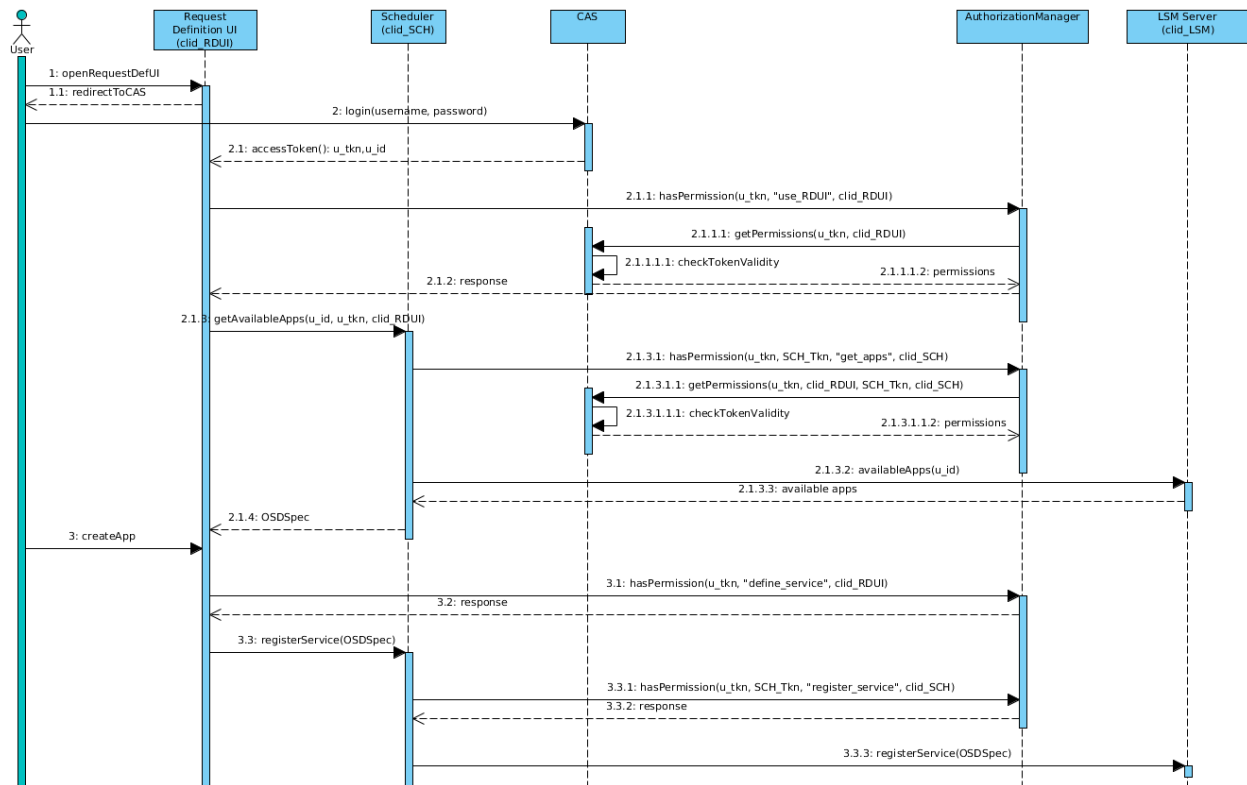 Request
Definition UI
(clid_RDUI)
Scheduler
(clid_SCH)
CAS
AuthorizationManager
LSM Server
(clid_LSM)
User
1: openRequestDefUI
1.1: redirectToCAS
2: login(username, password)
2.1: accessToken(): u_tkn,u_id
2.1.1: hasPermission(u_tkn, "use_RDUI", clid_RDUI)
2.1.1.1: getPermissions(u_tkn, clid_RDUI)
2.1.1.1.1: checkTokenValidity
2.1.1.1.2: permissions
2.1.2: response
2.1.3: getAvailableApps(u_id, u_tkn, clid_RDUI)
2.1.3.1: hasPermission(u_tkn, SCH_Tkn, "get_apps", clid_SCH)
2.1.3.1.1: getPermissions(u_tkn, clid_RDUI, SCH_Tkn, clid_SCH)
2.1.3.1.1.1: checkTokenValidity
2.1.3.1.1.2: permissions
2.1.3.2: availableApps(u_id)
2.1.3.3: available apps
2.1.4: OSDSpec
3: createApp
3.1: hasPermission(u_tkn, "define_service", clid_RDUI)
3.2: response
3.3: registerService(OSDSpec)
3.3.1: hasPermission(u_tkn, SCH_Tkn, "register_service", clid_SCH)
3.3.2: response
3.3.3: registerService(OSDSpec)